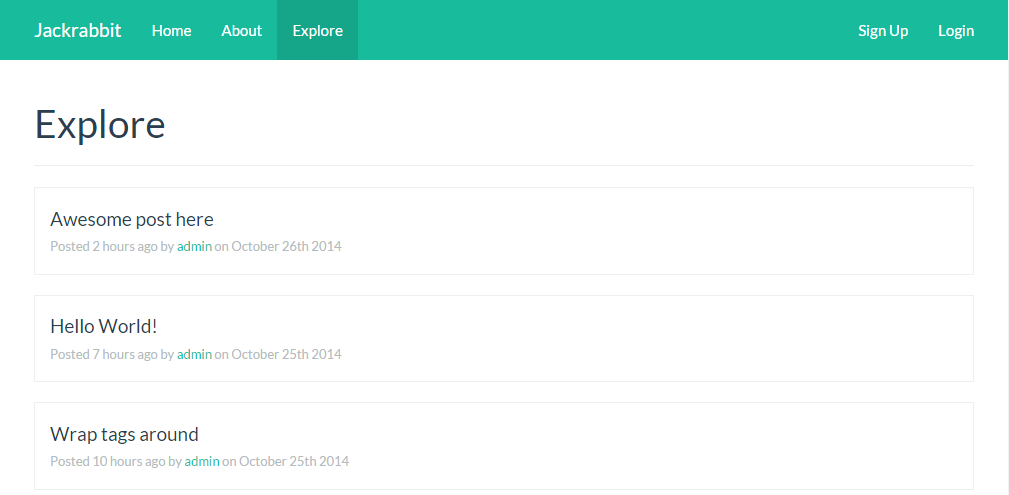 Jackrabbit Home About Explore Sign Up Login
Explore
Awesome post here
Posted 2 hours ago by admin on October 26th 2014
Hello World!
Posted 7 hours ago by admin on October 25th 2014
Wrap tags around
Posted 10 hours ago by admin on October 25th 2014